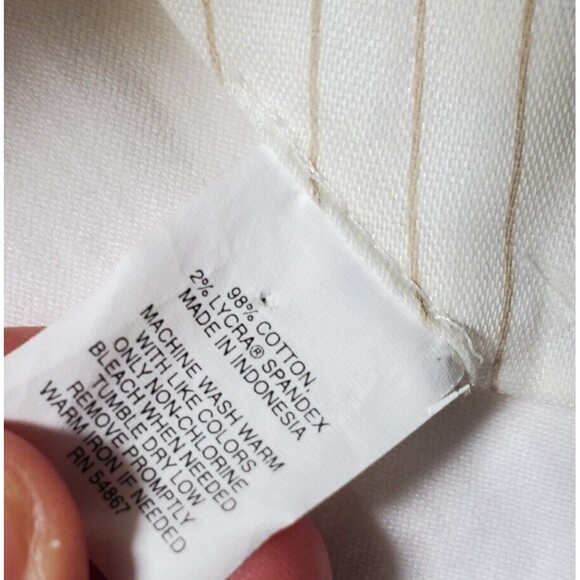 98% COTTON
2% LYCRA® SPANDEX
MADE IN INDONESIA
MACHINE WASH WARM
WITH LIKE COLORS
ONLY NON-CHLORINE
BLEACH WHEN NEEDED
TUMBLE DRY LOW
REMOVE PROMPTLY
WARM IRON IF NEEDED
RN 54867